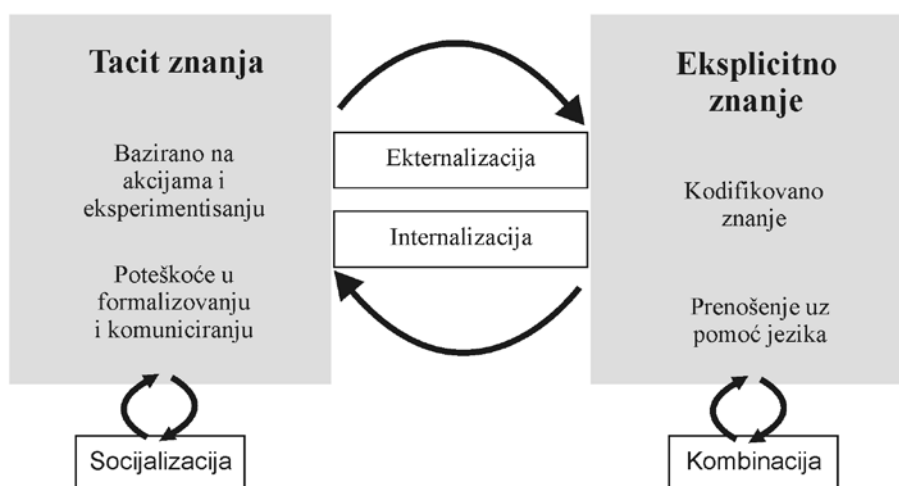 Tacit znanja
Bazirano na
akcijama i
eksperimentisanju
Poteškoće u
formalizovanju
i komuniciranju
Ekternalizacija
Internalizacija
Eksplicitno
znanje
Kodifikovano
znanje
Prenošenje uz
pomoć jezika
Socijalizacija
Kombinacija